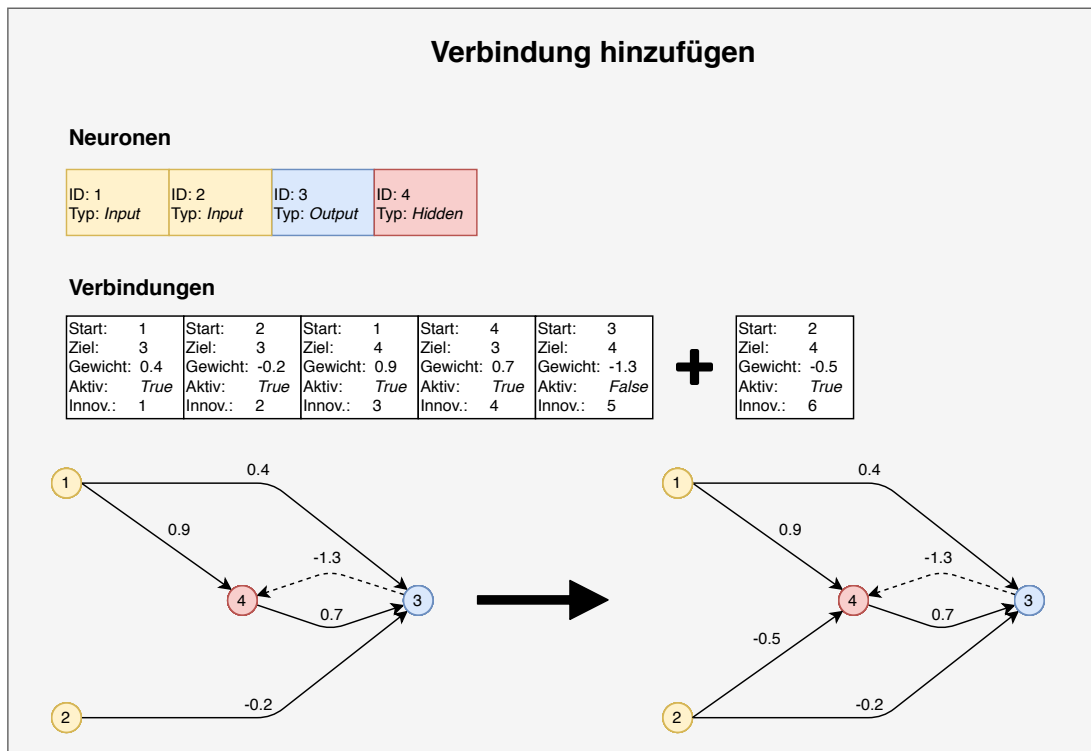 Verbindung hinzufügen
Neuronen
ID: 1
Typ: Input
ID: 2
Typ: Input
ID: 3
Typ: Output
ID: 4
Typ: Hidden
Verbindungen
Start: 1
Ziel: 3
Gewicht: 0.4
Aktiv: True
Innov.: 1
Start: 2
Ziel: 3
Gewicht: -0.2
Aktiv: True
Innov.: 2
Start: 1
Ziel: 4
Gewicht: 0.9
Aktiv: True
Innov.: 3
Start: 4
Ziel: 3
Gewicht: 0.7
Aktiv: True
Innov.: 4
Start: 3
Ziel: 4
Gewicht: -1.3
Aktiv: False
Innov.: 5
Start: 2
Ziel: 4
Gewicht: -0.5
Aktiv: True
Innov.: 6
1
0.4
0.9
-1.3
4
0.7
3
-0.2
2
1
0.4
0.9
-1.3
4
0.7
3
-0.5
-0.2
2